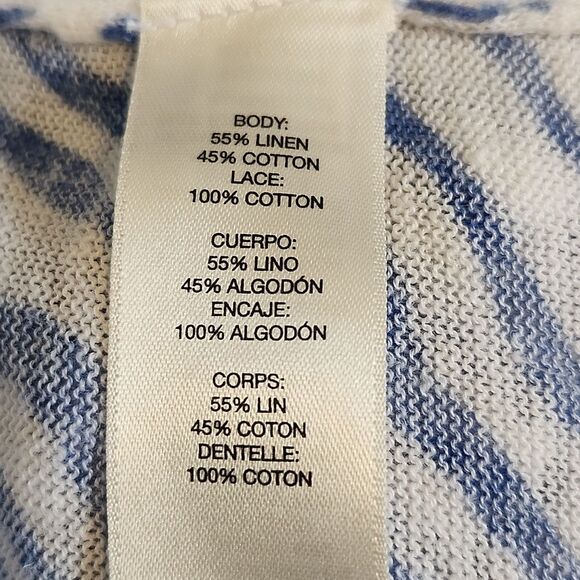 BODY:
55% LINEN
45% COTTON
LACE:
100% COTTON
CUERPO:
55% LINO
45% ALGODÓN
ENCAJE:
100% ALGODÓN
CORPS:
55% LIN
45% COTON
DENTELLE:
100% COTON